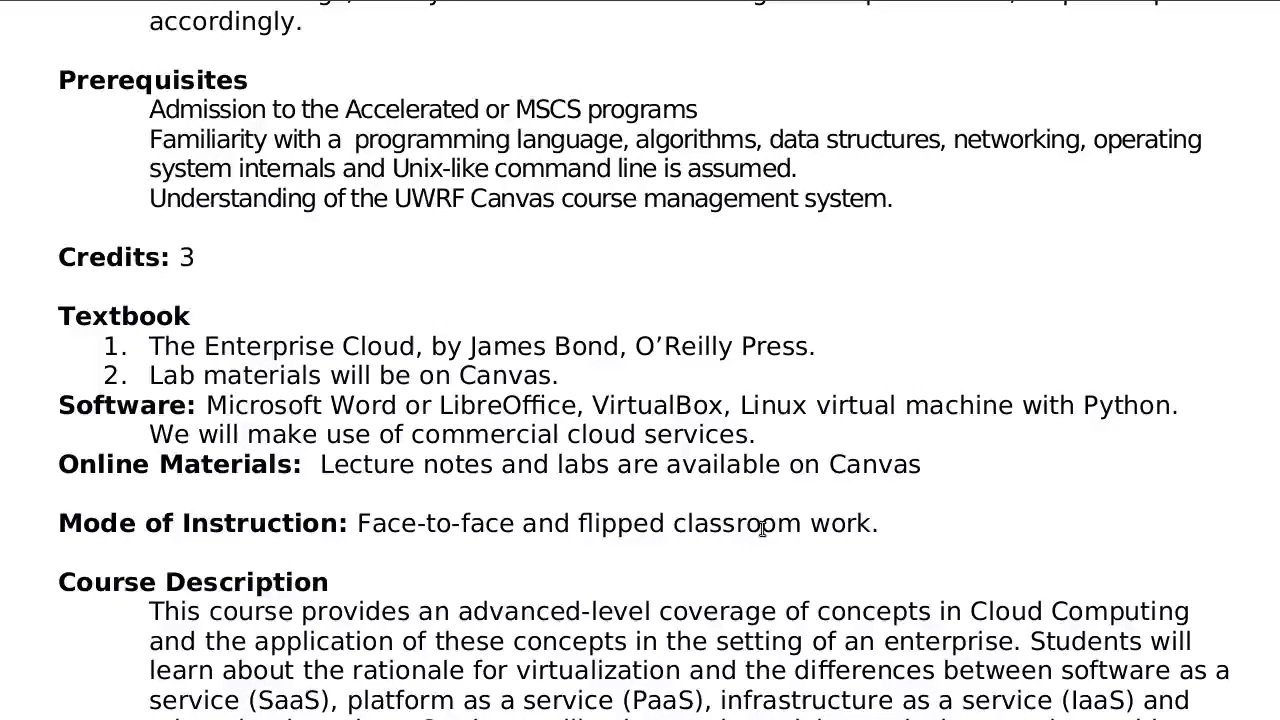 accordingly.
Prerequisites
Admission to the Accelerated or MSCS programs
Familiarity with a  programming language, algorithms, data structures, networking, operating
system internals and Unix-like command line is assumed.
Understanding of the UWRF Canvas course management system.
Credits: 3
Textbook
1. The Enterprise Cloud, by James Bond, O’Reilly Press.
2. Lab materials will be on Canvas.
Software: Microsoft Word or LibreOffice, VirtualBox, Linux virtual machine with Python.
We will make use of commercial cloud services.
Online Materials:  Lecture notes and labs are available on Canvas
Mode of Instruction: Face-to-face and flipped classroom work.
Course Description
This course provides an advanced-level coverage of concepts in Cloud Computing
and the application of these concepts in the setting of an enterprise. Students will
learn about the rationale for virtualization and the differences between software as a
service (SaaS), platform as a service (PaaS), infrastructure as a service (IaaS) and